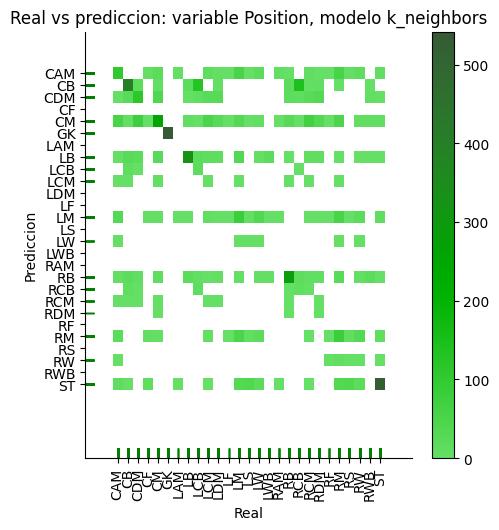 Real vs prediccion: variable Position, modelo k_neighbors
CAM
CB
CDM
CF
CM
GK
LAM
LB
LCB
LCM
LDM
LF
LM
LS
LW
LWB
RAM
RB
RCB
RCM
RDM
RF
RM
RS
RW
RWB
ST
Prediccion
CAM
CB
CDM
CF
CM
GK
LAM
LB
LCB
LCM
LDM
LF
LM
LS
LW
LWB
RAM
RB
RCB
RCM
RDM
RF
RM
RS
RW
RWB
ST
Real
500
400
300
200
100
0